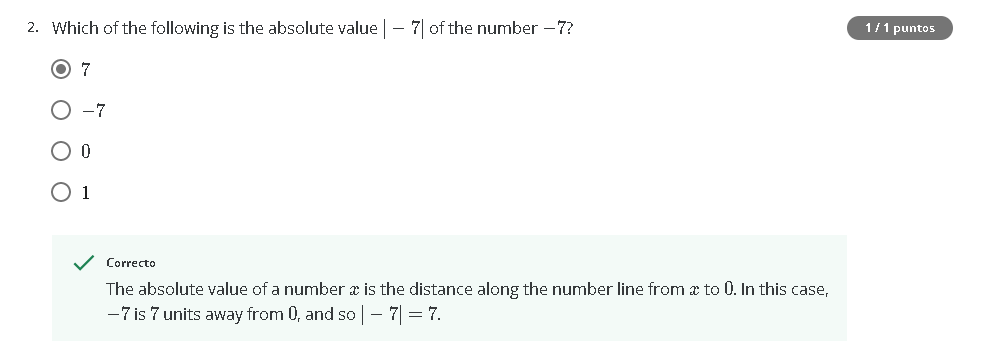 2. Which of the following is the absolute value | − 7| of the number −7?
1 / 1 puntos
7
−7
0
1
Correcto
The absolute value of a number x is the distance along the number line from x to 0. In this case,
−7 is 7 units away from 0, and so | − 7| = 7.